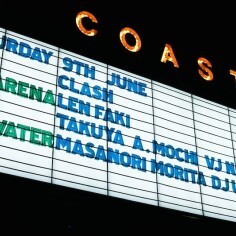 COAST
URDAY 9TH JUNE
CLASH
ARENA LEN FAKI
TAKUYA A. MOCHI VJ
WATER MASANORI MORITA DJ